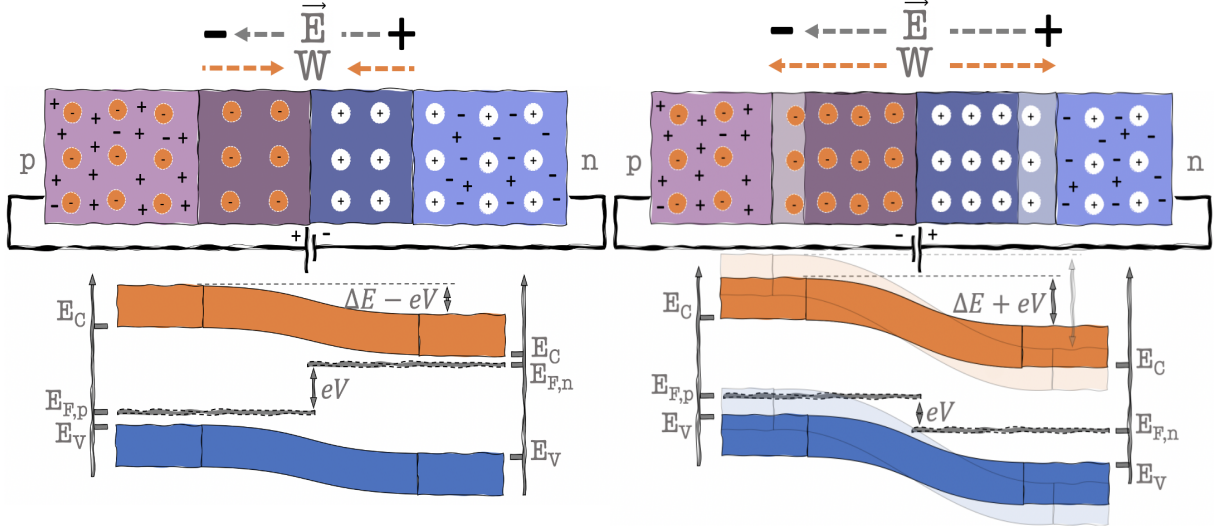 - E +
W
p n
+ -
ΔE − eV
E_C
E_C
E_F,n
eV
E_F,p
E_V
E_V
- E +
W
p n
- +
ΔE + eV
E_C
E_C
E_F,p
eV
E_V
E_F,n
E_V